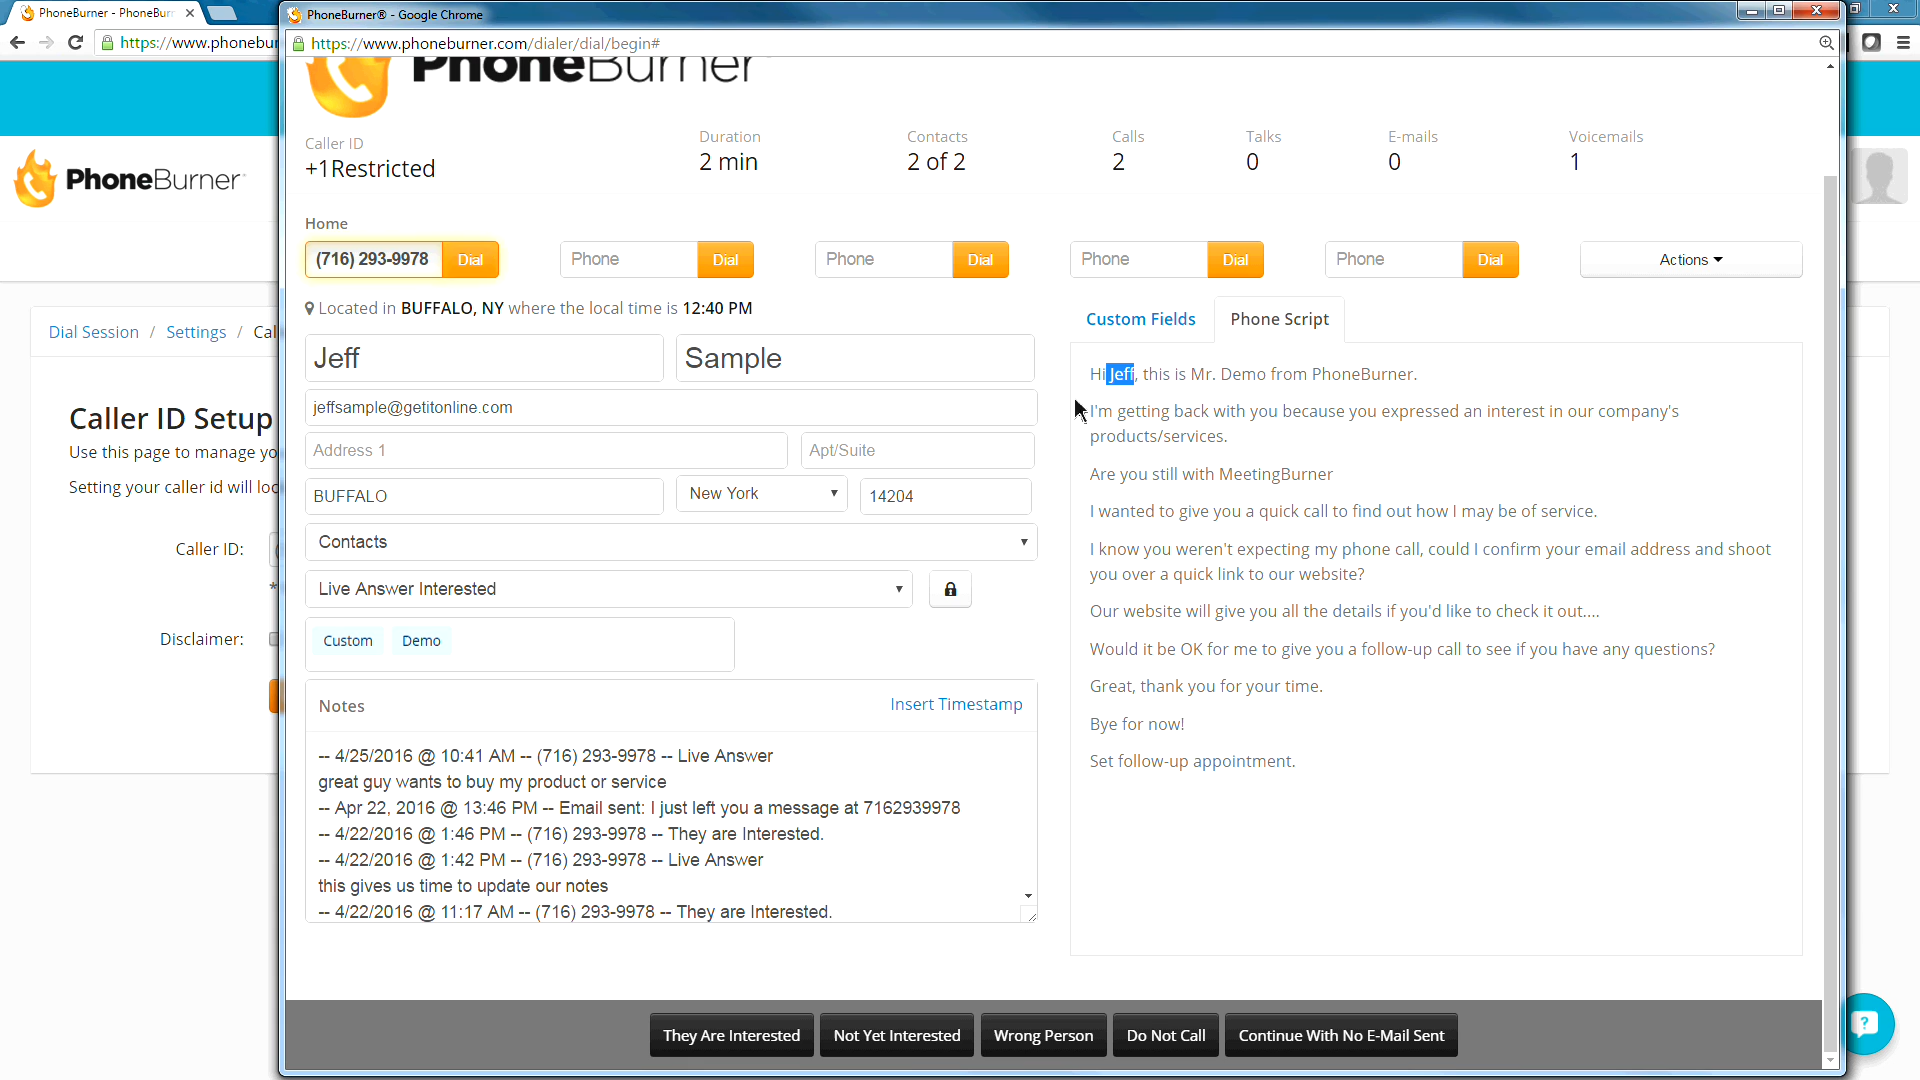 PhoneBurner - PhoneBurn
PhoneBurner® - Google Chrome
https://www.phonebur
https://www.phoneburner.com/dialer/dial/begin#
PhoneBurner
PhoneBurner
Caller ID
+1Restricted
Duration
2 min
Contacts
2 of 2
Calls
2
Talks
0
E-mails
0
Voicemails
1
Home
(716) 293-9978 Dial Phone Dial Phone Dial Phone Dial Phone Dial Actions
Located in BUFFALO, NY where the local time is 12:40 PM
Custom Fields Phone Script
Dial Session / Settings / Cal
Caller ID Setup
Use this page to manage yo
Setting your caller id will loc
Caller ID:
*
Disclaimer:
Jeff Sample
jeffsample@getitonline.com
Address 1 Apt/Suite
BUFFALO New York 14204
Contacts
Live Answer Interested
Custom Demo
Notes Insert Timestamp
-- 4/25/2016 @ 10:41 AM -- (716) 293-9978 -- Live Answer
great guy wants to buy my product or service
-- Apr 22, 2016 @ 13:46 PM -- Email sent: I just left you a message at 7162939978
-- 4/22/2016 @ 1:46 PM -- (716) 293-9978 -- They are Interested.
-- 4/22/2016 @ 1:42 PM -- (716) 293-9978 -- Live Answer
this gives us time to update our notes
-- 4/22/2016 @ 11:17 AM -- (716) 293-9978 -- They are Interested.
Hi Jeff, this is Mr. Demo from PhoneBurner.
I'm getting back with you because you expressed an interest in our company's
products/services.
Are you still with MeetingBurner
I wanted to give you a quick call to find out how I may be of service.
I know you weren't expecting my phone call, could I confirm your email address and shoot
you over a quick link to our website?
Our website will give you all the details if you'd like to check it out....
Would it be OK for me to give you a follow-up call to see if you have any questions?
Great, thank you for your time.
Bye for now!
Set follow-up appointment.
They Are Interested Not Yet Interested Wrong Person Do Not Call Continue With No E-Mail Sent